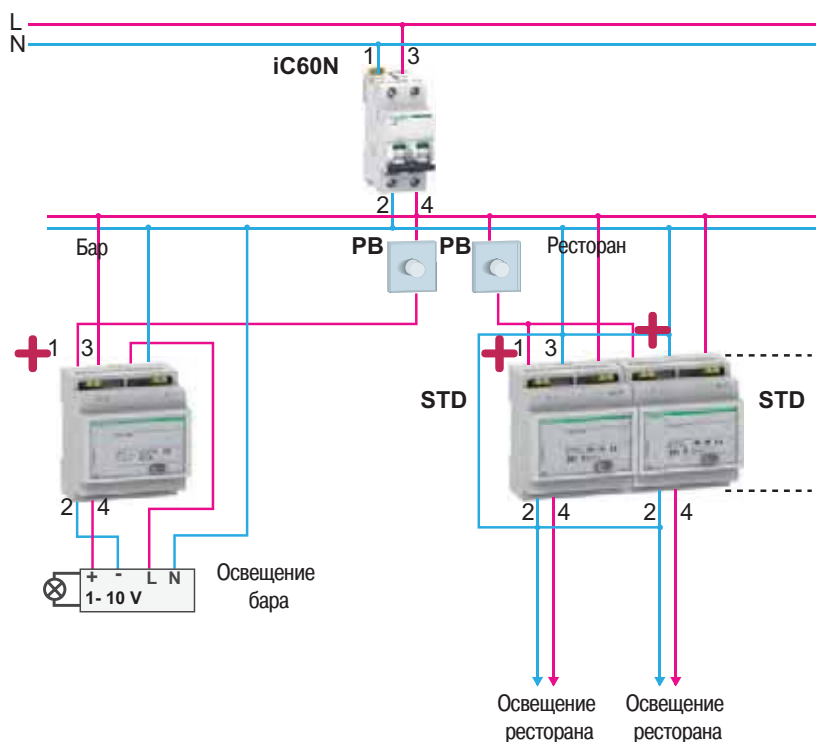 L
N
iC60N
1
3
2
4
Бар
PB
PB
Ресторан
1
3
1
3
STD
STD
2
4
2
4
2
4
+
-
L
N
1- 10 V
Освещение
бара
Освещение
ресторана
Освещение
ресторана